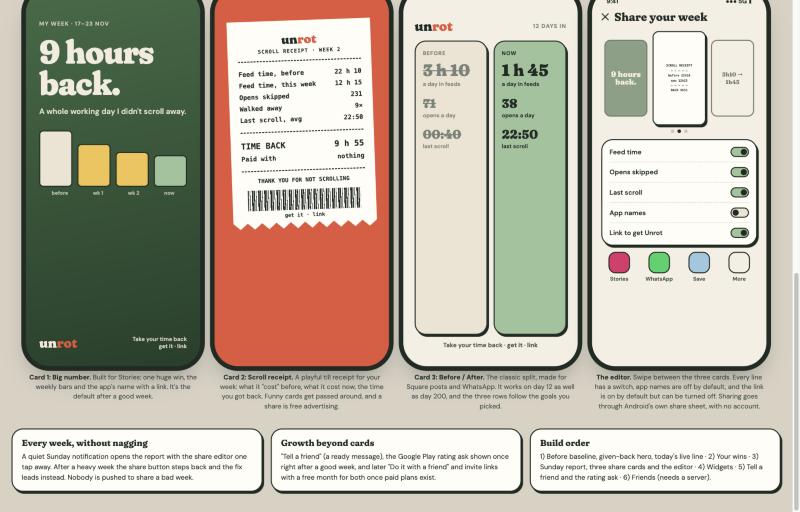 MY WEEK · 17–23 NOV
9 hours
back.
A whole working day I didn't scroll away.
before
wk 1
wk 2
now
unrot
Take your time back
get it · link
unrot
SCROLL RECEIPT · WEEK 2
Feed time, before 22 h 10
Feed time, this week 12 h 15
Opens skipped 231
Walked away 9×
Last scroll, avg 22:50
TIME BACK 9 h 55
Paid with nothing
THANK YOU FOR NOT SCROLLING
get it · link
unrot
12 DAYS IN
BEFORE
3 h 10
a day in feeds
71
opens a day
00:40
last scroll
NOW
1 h 45
a day in feeds
38
opens a day
22:50
last scroll
Take your time back · get it · link
9:41
5G
× Share your week
9 hours
back.
SCROLL RECEIPT
3h10 →
1h45
Feed time
Opens skipped
Last scroll
App names
Link to get Unrot
Stories
WhatsApp
Save
More
Card 1: Big number. Built for Stories: one huge win, the
weekly bars and the app's name with a link. It's the
default after a good week.
Card 2: Scroll receipt. A playful till receipt for your
week: what it "cost" before, what it cost now, the time
you got back. Funny cards get passed around, and a
share is free advertising.
Card 3: Before / After. The classic split, made for
Square posts and WhatsApp. It works on day 12 as well
as day 200, and the three rows follow the goals you
picked.
The editor. Swipe between the three cards. Every line
has a switch, app names are off by default, and the link
is on by default but can be turned off. Sharing goes
through Android's own share sheet, with no account.
Every week, without nagging
A quiet Sunday notification opens the report with the share editor one
tap away. After a heavy week the share button steps back and the fix
leads instead. Nobody is pushed to share a bad week.
Growth beyond cards
"Tell a friend" (a ready message), the Google Play rating ask shown once
right after a good week, and later "Do it with a friend" and invite links
with a free month for both once paid plans exist.
Build order
1) Before baseline, given-back hero, today's live line · 2) Your wins · 3)
Sunday report, three share cards and the editor · 4) Widgets · 5) Tell a
friend and the rating ask · 6) Friends (needs a server).